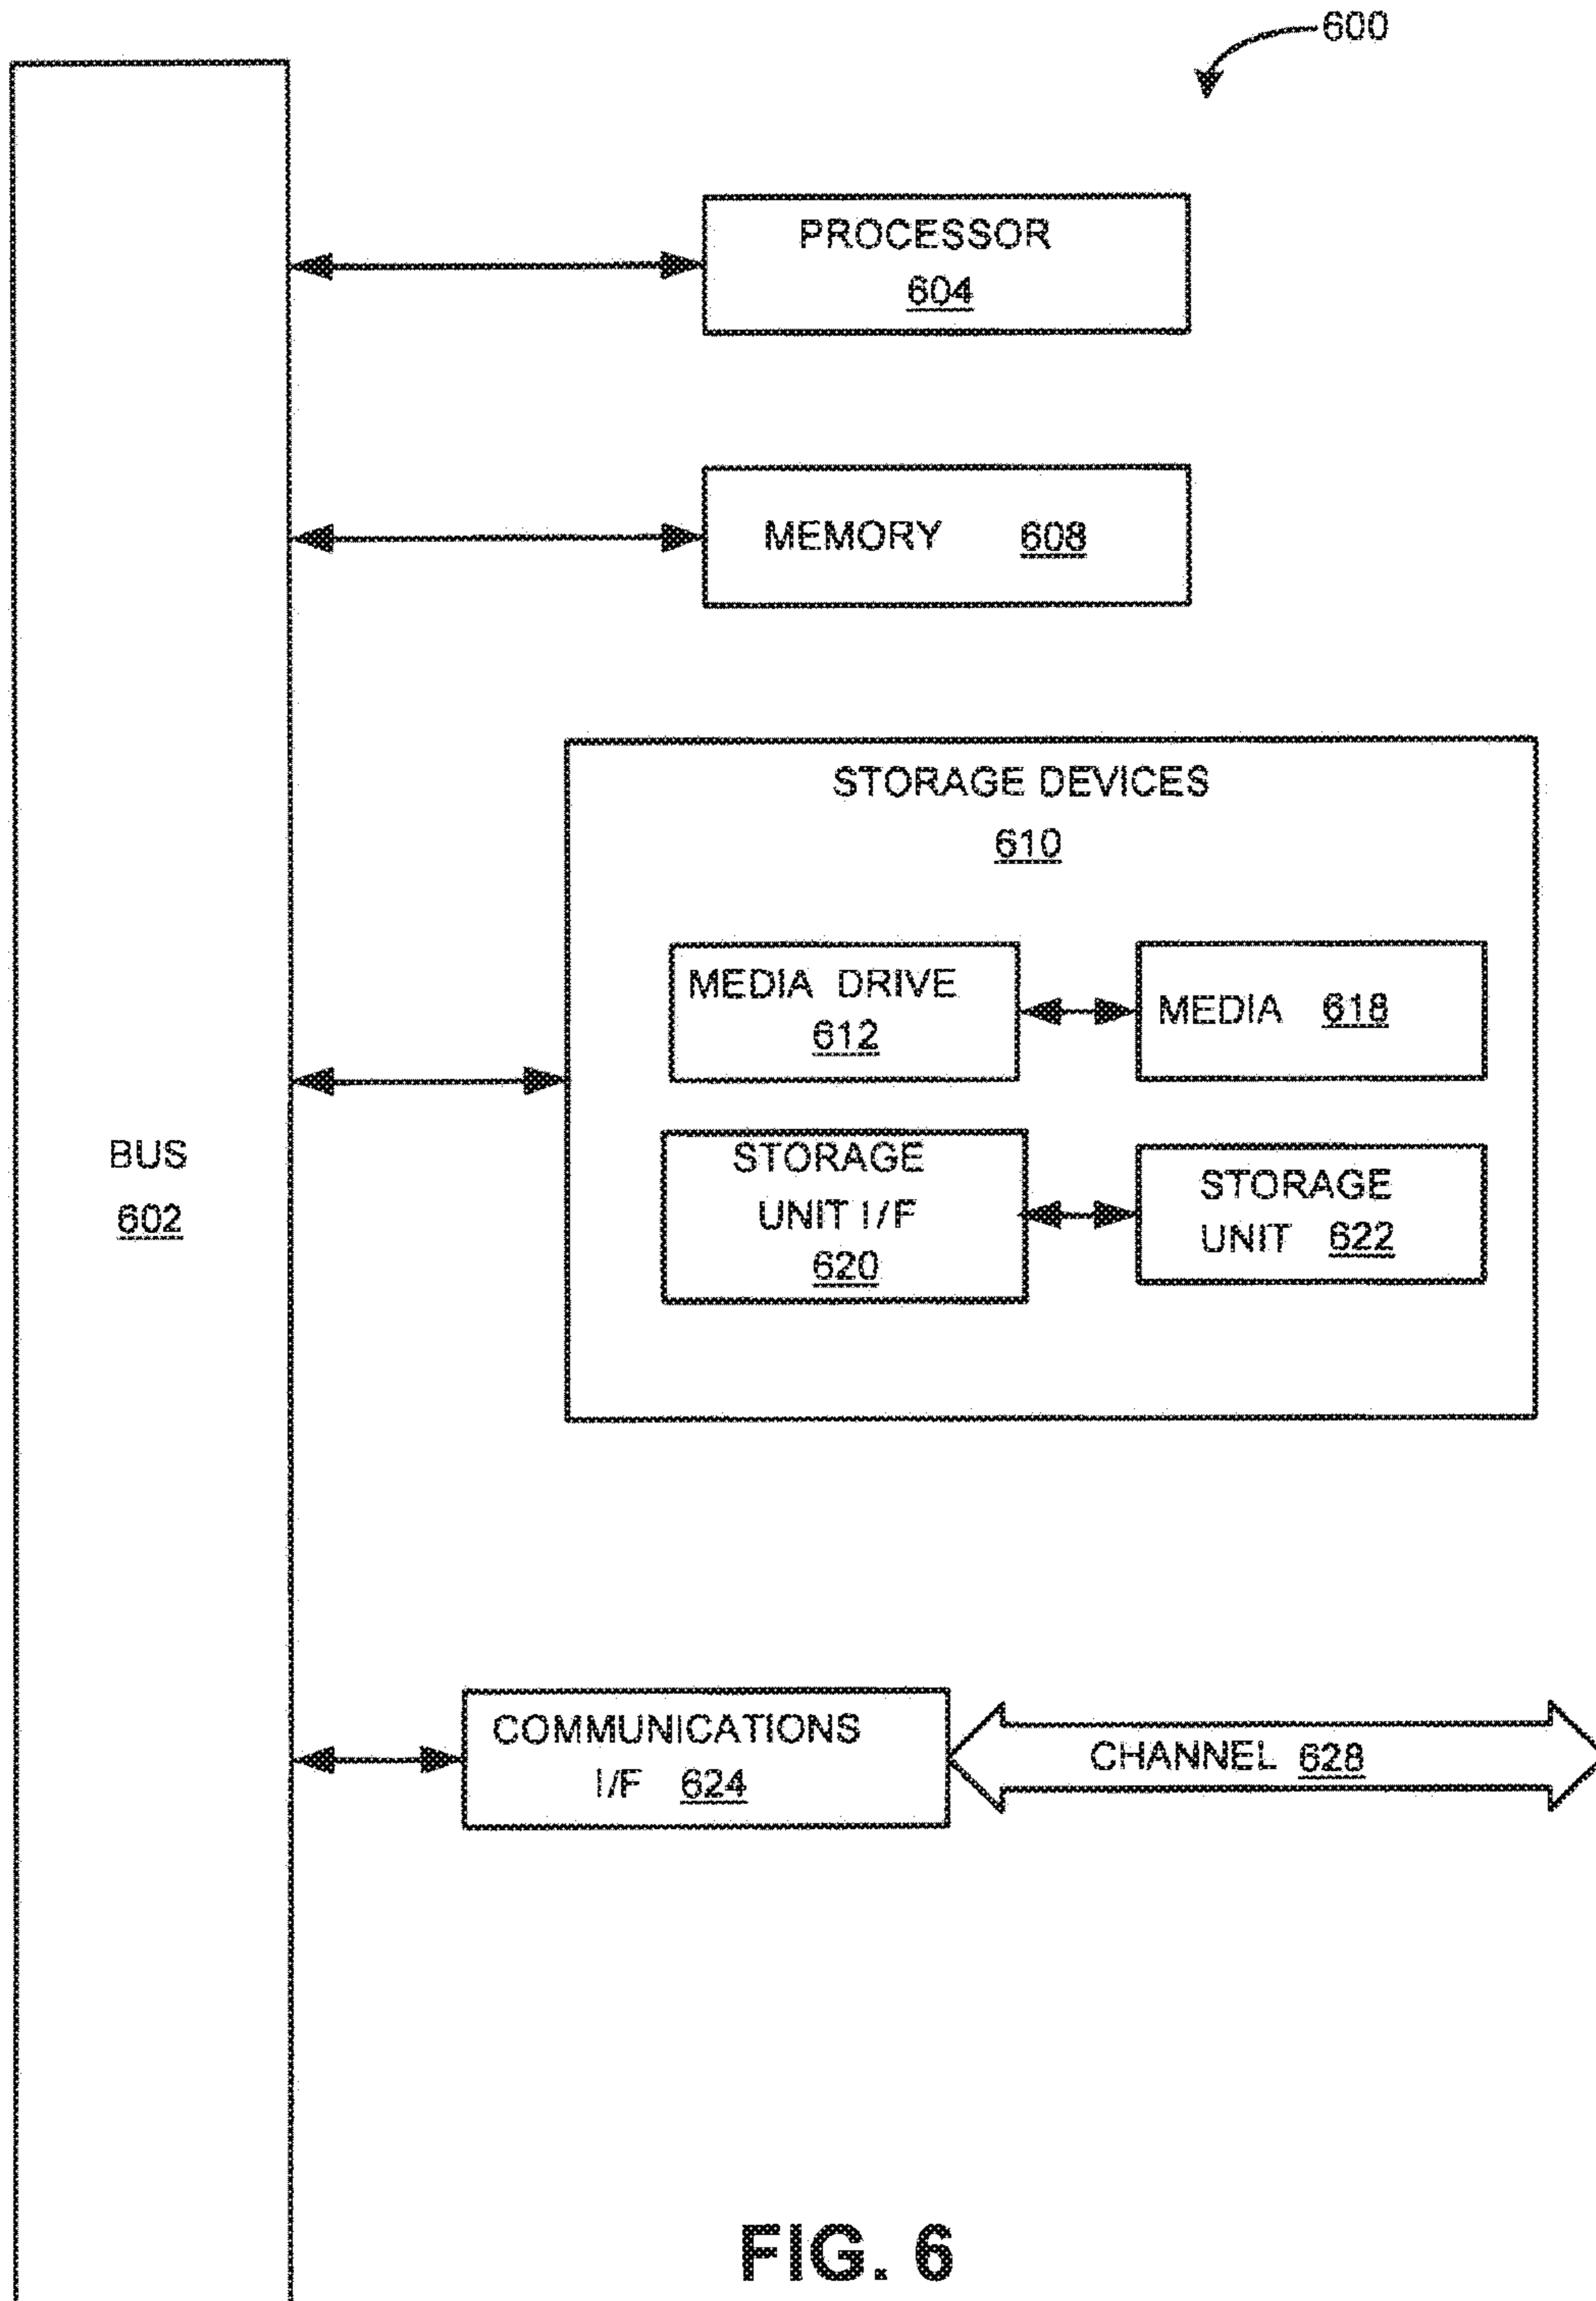 600
PROCESSOR
604
MEMORY 608
STORAGE DEVICES
610
MEDIA DRIVE
612
MEDIA 618
STORAGE
UNIT I/F
620
STORAGE
UNIT 622
BUS
602
COMMUNICATIONS
I/F 624
CHANNEL 628
FIG. 6